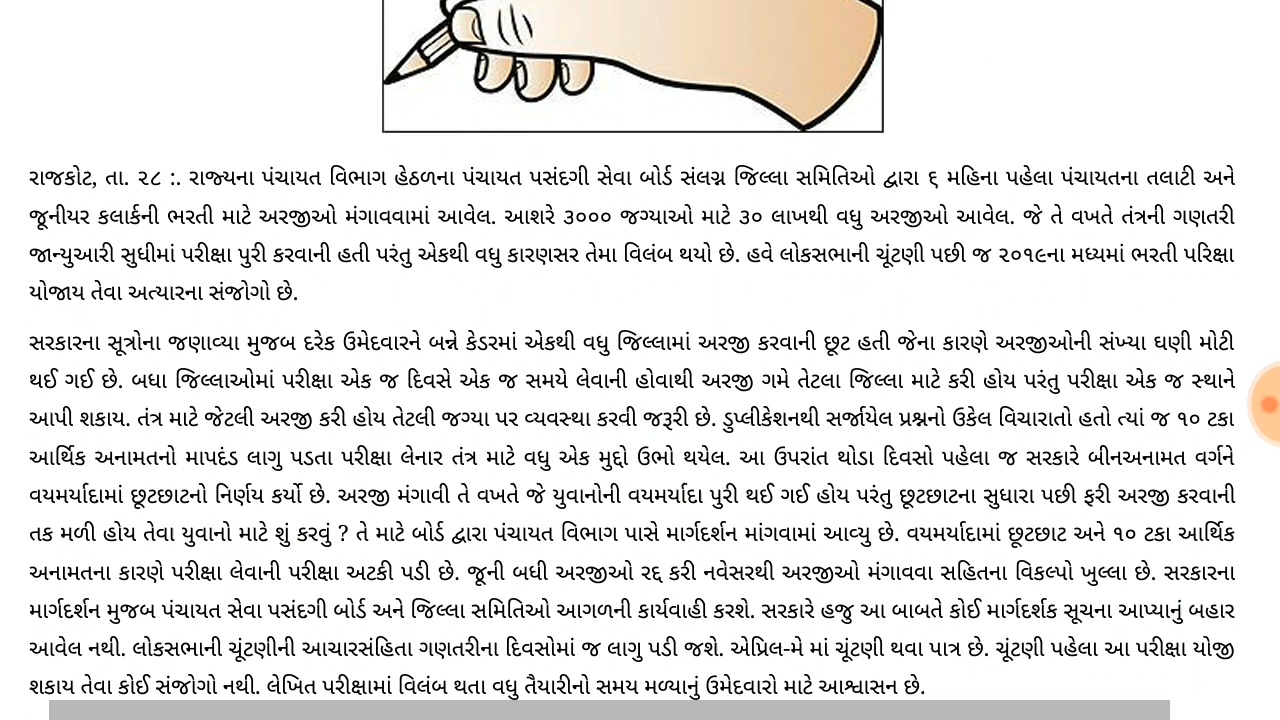 રાજકોટ, તા. ૨૮ :. રાજ્યના પંચાયત વિભાગ હેઠળના પંચાયત પસંદગી સેવા બોર્ડ સંલગ્ન જિલ્લા સમિતિઓ દ્વારા ૬ મહિના પહેલા પંચાયતના તલાટી અને
જૂનીયર કલાર્કની ભરતી માટે અરજીઓ મંગાવવામાં આવેલ. આશરે ૩૦૦૦ જગ્યાઓ માટે ૩૦ લાખથી વધુ અરજીઓ આવેલ. જે તે વખતે તંત્રની ગણતરી
જાન્યુઆરી સુધીમાં પરીક્ષા પુરી કરવાની હતી પરંતુ એકથી વધુ કારણસર તેમા વિલંબ થયો છે. હવે લોકસભાની ચૂંટણી પછી જ ૨૦૧૯ના મધ્યમાં ભરતી પરિક્ષા
યોજાય તેવા અત્યારના સંજોગો છે.
સરકારના સૂત્રોના જણાવ્યા મુજબ દરેક ઉમેદવારને બન્ને કેડરમાં એકથી વધુ જિલ્લામાં અરજી કરવાની છૂટ હતી જેના કારણે અરજીઓની સંખ્યા ઘણી મોટી
થઈ ગઈ છે. બધા જિલ્લાઓમાં પરીક્ષા એક જ દિવસે એક જ સમયે લેવાની હોવાથી અરજી ગમે તેટલા જિલ્લા માટે કરી હોય પરંતુ પરીક્ષા એક જ સ્થાને
આપી શકાય. તંત્ર માટે જેટલી અરજી કરી હોય તેટલી જગ્યા પર વ્યવસ્થા કરવી જરૂરી છે. ડુપ્લીકેશનથી સર્જાયેલ પ્રશ્નનો ઉકેલ વિચારાતો હતો ત્યાં જ ૧૦ ટકા
આર્થિક અનામતનો માપદંડ લાગુ પડતા પરીક્ષા લેનાર તંત્ર માટે વધુ એક મુદ્દો ઉભો થયેલ. આ ઉપરાંત થોડા દિવસો પહેલા જ સરકારે બીનઅનામત વર્ગને
વયમર્યાદામાં છૂટછાટનો નિર્ણય કર્યો છે. અરજી મંગાવી તે વખતે જે યુવાનોની વયમર્યાદા પુરી થઈ ગઈ હોય પરંતુ છૂટછાટના સુધારા પછી ફરી અરજી કરવાની
તક મળી હોય તેવા યુવાનો માટે શું કરવું ? તે માટે બોર્ડ દ્વારા પંચાયત વિભાગ પાસે માર્ગદર્શન માંગવામાં આવ્યુ છે. વયમર્યાદામાં છૂટછાટ અને ૧૦ ટકા આર્થિક
અનામતના કારણે પરીક્ષા લેવાની પરીક્ષા અટકી પડી છે. જૂની બધી અરજીઓ રદ્દ કરી નવેસરથી અરજીઓ મંગાવવા સહિતના વિકલ્પો ખુલ્લા છે. સરકારના
માર્ગદર્શન મુજબ પંચાયત સેવા પસંદગી બોર્ડ અને જિલ્લા સમિતિઓ આગળની કાર્યવાહી કરશે. સરકારે હજુ આ બાબતે કોઈ માર્ગદર્શક સૂચના આપ્યાનું બહાર
આવેલ નથી. લોકસભાની ચૂંટણીની આચારસંહિતા ગણતરીના દિવસોમાં જ લાગુ પડી જશે. એપ્રિલ-મે માં ચૂંટણી થવા પાત્ર છે. ચૂંટણી પહેલા આ પરીક્ષા યોજી
શકાય તેવા કોઈ સંજોગો નથી. લેખિત પરીક્ષામાં વિલંબ થતા વધુ તૈયારીનો સમય મળ્યાનું ઉમેદવારો માટે આશ્વાસન છે.